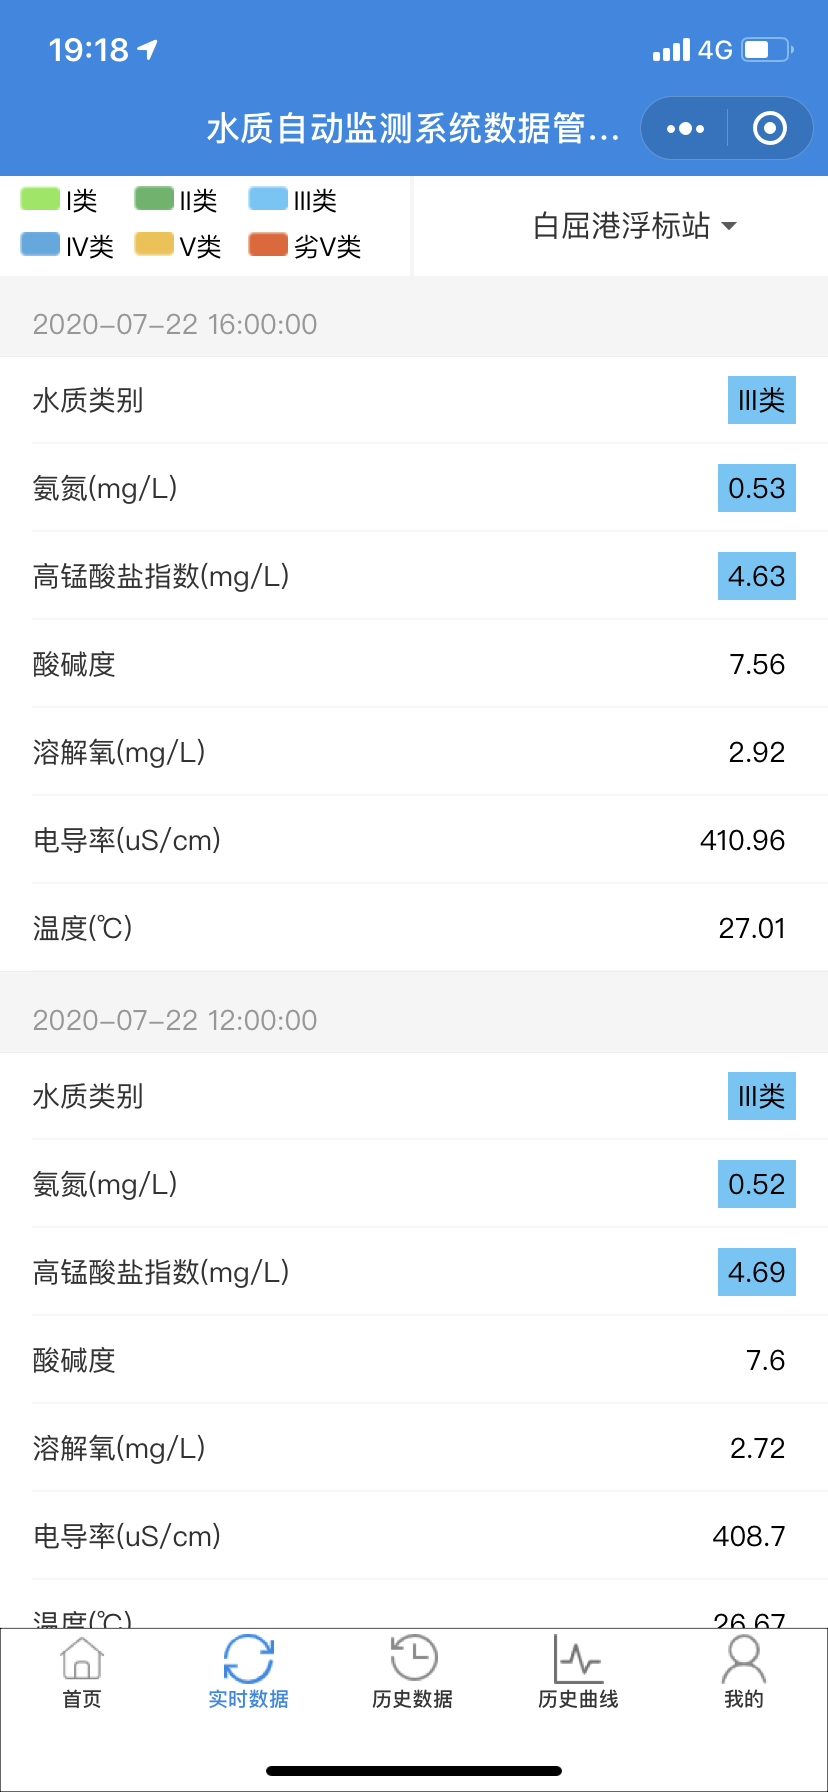 19:18
4G
水质自动监测系统数据管...
I类 II类 III类
IV类 V类 劣V类
白屈港浮标站
2020-07-22 16:00:00
水质类别 III类
氨氮(mg/L) 0.53
高锰酸盐指数(mg/L) 4.63
酸碱度 7.56
溶解氧(mg/L) 2.92
电导率(uS/cm) 410.96
温度(℃) 27.01
2020-07-22 12:00:00
水质类别 III类
氨氮(mg/L) 0.52
高锰酸盐指数(mg/L) 4.69
酸碱度 7.6
溶解氧(mg/L) 2.72
电导率(uS/cm) 408.7
温度(℃) 26.67
首页 实时数据 历史数据 历史曲线 我的